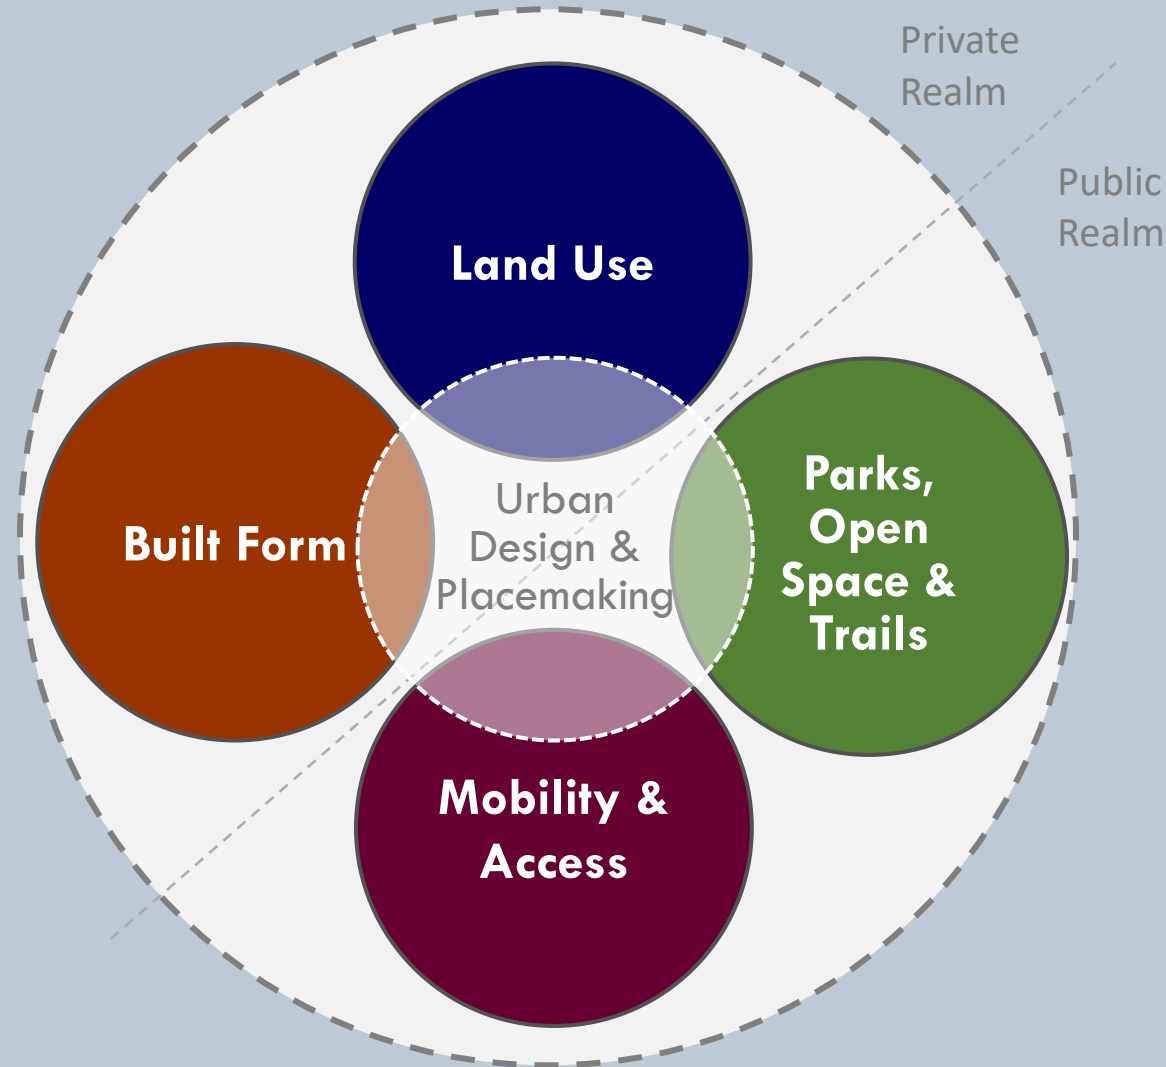 Private
Realm
Public
Realm
Land Use
Built Form
Urban
Design &
Placemaking
Parks,
Open
Space &
Trails
Mobility &
Access